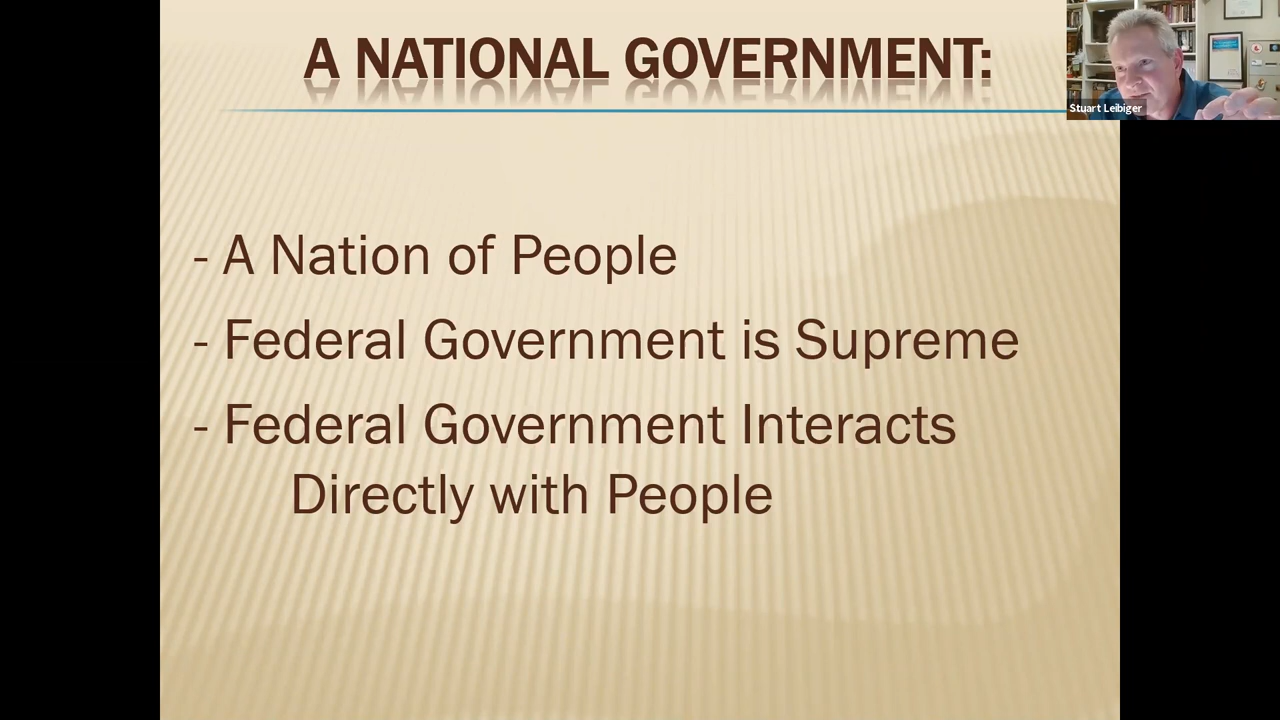 A NATIONAL GOVERNMENT:
Stuart Leibiger
- A Nation of People
- Federal Government is Supreme
- Federal Government Interacts
Directly with People